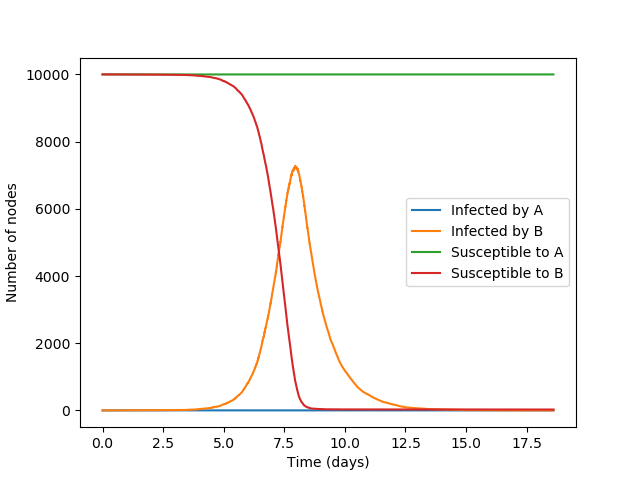 10000
8000
6000
4000
2000
0
Number of nodes
Infected by A
Infected by B
Susceptible to A
Susceptible to B
0.0 2.5 5.0 7.5 10.0 12.5 15.0 17.5
Time (days)